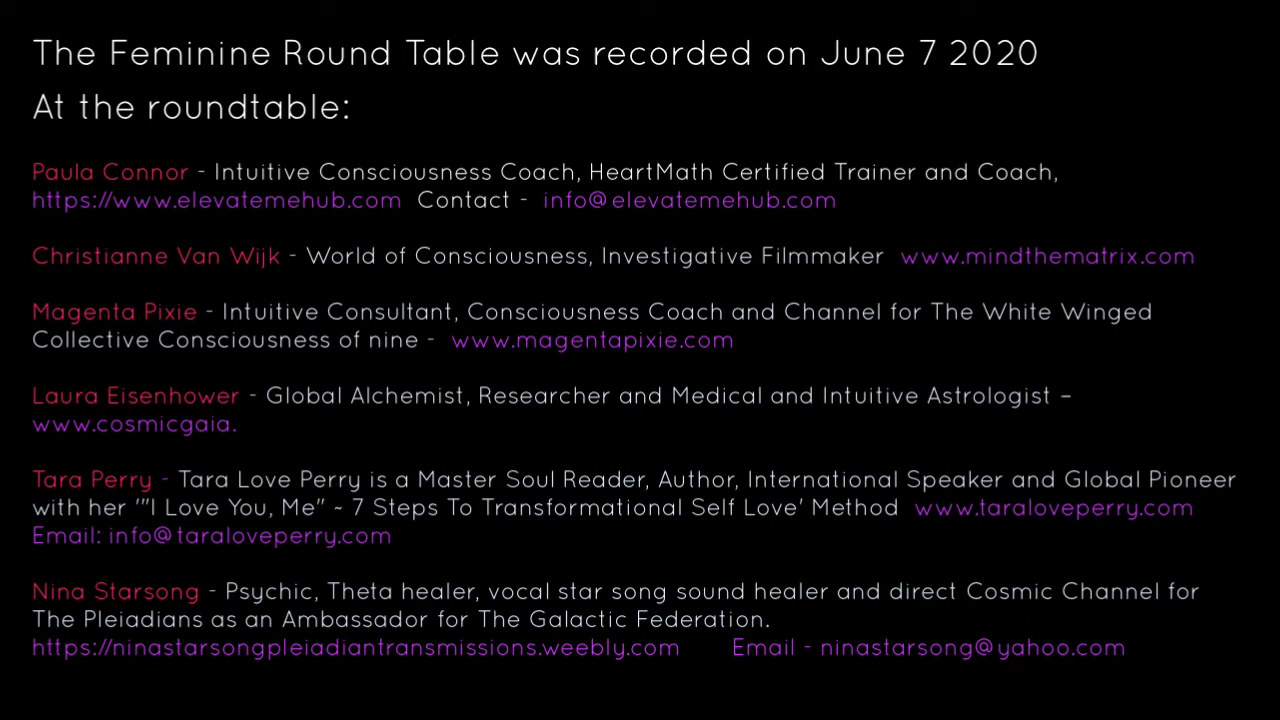 The Feminine Round Table was recorded on June 7 2020
At the roundtable:
Paula Connor - Intuitive Consciousness Coach, HeartMath Certified Trainer and Coach,
https://www.elevatemehub.com Contact - info@elevatemehub.com
Christianne Van Wijk - World of Consciousness, Investigative Filmmaker www.mindthematrix.com
Magenta Pixie - Intuitive Consultant, Consciousness Coach and Channel for The White Winged
Collective Consciousness of nine - www.magentapixie.com
Laura Eisenhower - Global Alchemist, Researcher and Medical and Intuitive Astrologist –
www.cosmicgaia.
Tara Perry - Tara Love Perry is a Master Soul Reader, Author, International Speaker and Global Pioneer
with her '"I Love You, Me" ~ 7 Steps To Transformational Self Love' Method www.taraloveperry.com
Email: info@taraloveperry.com
Nina Starsong - Psychic, Theta healer, vocal star song sound healer and direct Cosmic Channel for
The Pleiadians as an Ambassador for The Galactic Federation.
https://ninastarsongpleiadiantransmissions.weebly.com Email - ninastarsong@yahoo.com